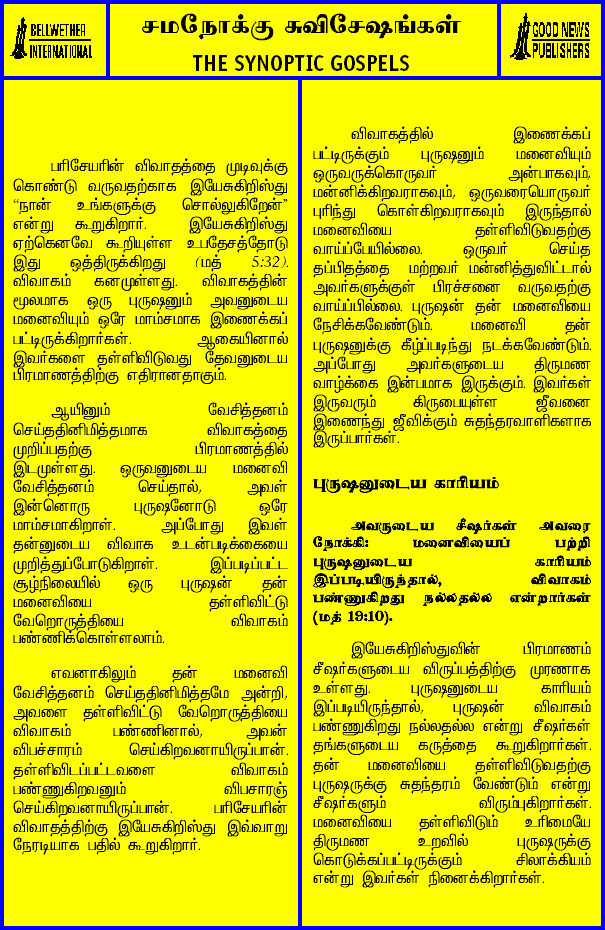 BELLWETHER
INTERNATIONAL
சமநோக்கு சுவிசேஷங்கள்
THE SYNOPTIC GOSPELS
GOOD NEWS
PUBLISHERS
பரிசேயரின் விவாதத்தை முடிவுக்கு
கொண்டு வருவதற்காக இயேசுகிறிஸ்து
“நான் உங்களுக்கு சொல்லுகிறேன்”
என்று கூறுகிறார். இயேசுகிறிஸ்து
ஏற்கெனவே கூறியுள்ள உபதேசத்தோடு
இது ஒத்திருக்கிறது (மத் 5:32).
விவாகம் கனமுள்ளது. விவாகத்தின்
மூலமாக ஒரு புருஷனும் அவனுடைய
மனைவியும் ஒரே மாம்சமாக இணைக்கப்
பட்டிருக்கிறார்கள். ஆகையினால்
இவர்களை தள்ளிவிடுவது தேவனுடைய
பிரமாணத்திற்கு எதிரானதாகும்.
ஆயினும் வேசித்தனம்
செய்ததினிமித்தமாக விவாகத்தை
முறிப்பதற்கு பிரமாணத்தில்
இடமுள்ளது. ஒருவனுடைய மனைவி
வேசித்தனம் செய்தால், அவள்
இன்னொரு புருஷனோடு ஒரே
மாம்சமாகிறாள். அப்போது இவள்
தன்னுடைய விவாக உடன்படிக்கையை
முறித்துப்போடுகிறாள். இப்படிப்பட்ட
சூழ்நிலையில் ஒரு புருஷன் தன்
மனைவியை தள்ளிவிட்டு
வேறொருத்தியை விவாகம்
பண்ணிக்கொள்ளலாம்.
எவனாகிலும் தன் மனைவி
வேசித்தனம் செய்ததினிமித்தமே அன்றி,
அவளை தள்ளிவிட்டு வேறொருத்தியை
விவாகம் பண்ணினால், அவன்
விபச்சாரம் செய்கிறவனாயிருப்பான்.
தள்ளிவிடப்பட்டவளை விவாகம்
பண்ணுகிறவனும் விபசாரஞ்
செய்கிறவனாயிருப்பான். பரிசேயரின்
விவாதத்திற்கு இயேசுகிறிஸ்து இவ்வாறு
நேரடியாக பதில் கூறுகிறார்.
விவாகத்தில் இணைக்கப்
பட்டிருக்கும் புருஷனும் மனைவியும்
ஒருவருக்கொருவர் அன்பாகவும்,
மன்னிக்கிறவராகவும், ஒருவரையொருவர்
புரிந்து கொள்கிறவராகவும் இருந்தால்
மனைவியை தள்ளிவிடுவதற்கு
வாய்ப்பேயில்லை. ஒருவர் செய்த
தப்பிதத்தை மற்றவர் மன்னித்துவிட்டால்
அவர்களுக்குள் பிரச்சனை வருவதற்கு
வாய்ப்பில்லை. புருஷன் தன் மனைவியை
நேசிக்கவேண்டும். மனைவி தன்
புருஷனுக்கு கீழ்ப்படிந்து நடக்கவேண்டும்.
அப்போது அவர்களுடைய திருமண
வாழ்க்கை இன்பமாக இருக்கும். இவர்கள்
இருவரும் கிருபையுள்ள ஜீவனை
இணைந்து ஜீவிக்கும் சுதந்தரவாளிகளாக
இருப்பார்கள்.
புருஷனுடைய காரியம்
அவருடைய சீஷர்கள் அவரை
நோக்கி: மனைவியைப் பற்றி
புருஷனுடைய காரியம்
இப்படியிருந்தால், விவாகம்
பண்ணுகிறது நல்லதல்ல என்றார்கள்
(மத் 19:10).
இயேசுகிறிஸ்துவின் பிரமாணம்
சீஷர்களுடைய விருப்பத்திற்கு முரணாக
உள்ளது. புருஷனுடைய காரியம்
இப்படியிருந்தால், புருஷன் விவாகம்
பண்ணுகிறது நல்லதல்ல என்று சீஷர்கள்
தங்களுடைய கருத்தை கூறுகிறார்கள்.
தன் மனைவியை தள்ளிவிடுவதற்கு
புருஷருக்கு சுதந்தரம் வேண்டும் என்று
சீஷர்களும் விரும்புகிறார்கள்.
மனைவியை தள்ளிவிடும் உரிமையே
திருமண உறவில் புருஷருக்கு
கொடுக்கப்பட்டிருக்கும் சிலாக்கியம்
என்று இவர்கள் நினைக்கிறார்கள்.